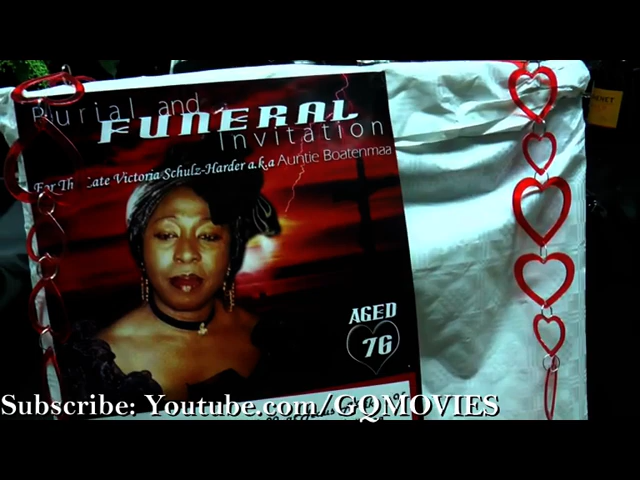 Burial and
FUNERAL
Invitation
For The Late Victoria Schulz-Harder a.k.a Auntie Boatenmaa
AGED
76
Subscribe: Youtube.com/GQMOVIES